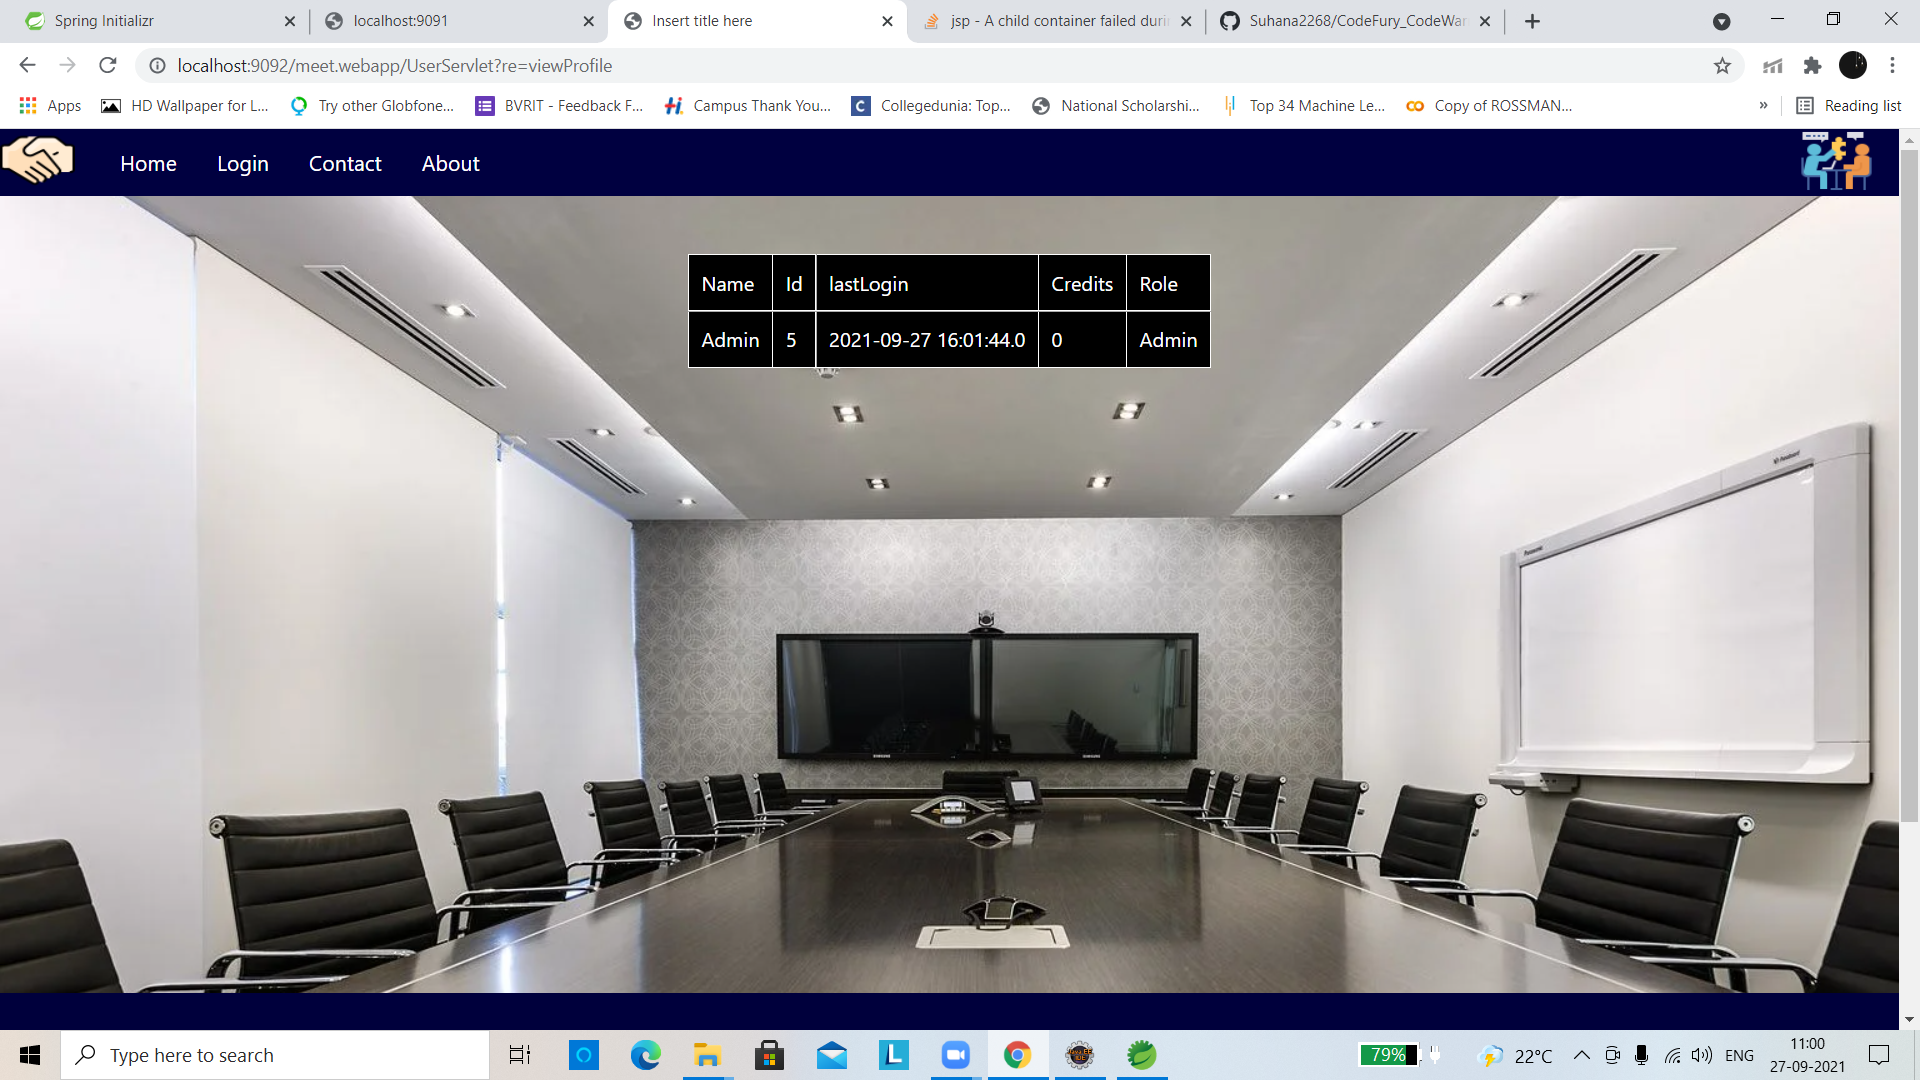 Spring Initializr
localhost:9091
Insert title here
jsp - A child container failed duri
Suhana2268/CodeFury_CodeWar
localhost:9092/meet.webapp/UserServlet?re=viewProfile
Apps
HD Wallpaper for L...
Try other Globfone...
BVRIT - Feedback F...
Campus Thank You...
Collegedunia: Top...
National Scholarshi...
Top 34 Machine Le...
Copy of ROSSMAN...
»
Reading list
Home Login Contact About
Name Id lastLogin Credits Role
Admin 5 2021-09-27 16:01:44.0 0 Admin
Panasonic
SAMSUNG SAMSUNG
Type here to search
79%
22°C
ENG
11:00
27-09-2021